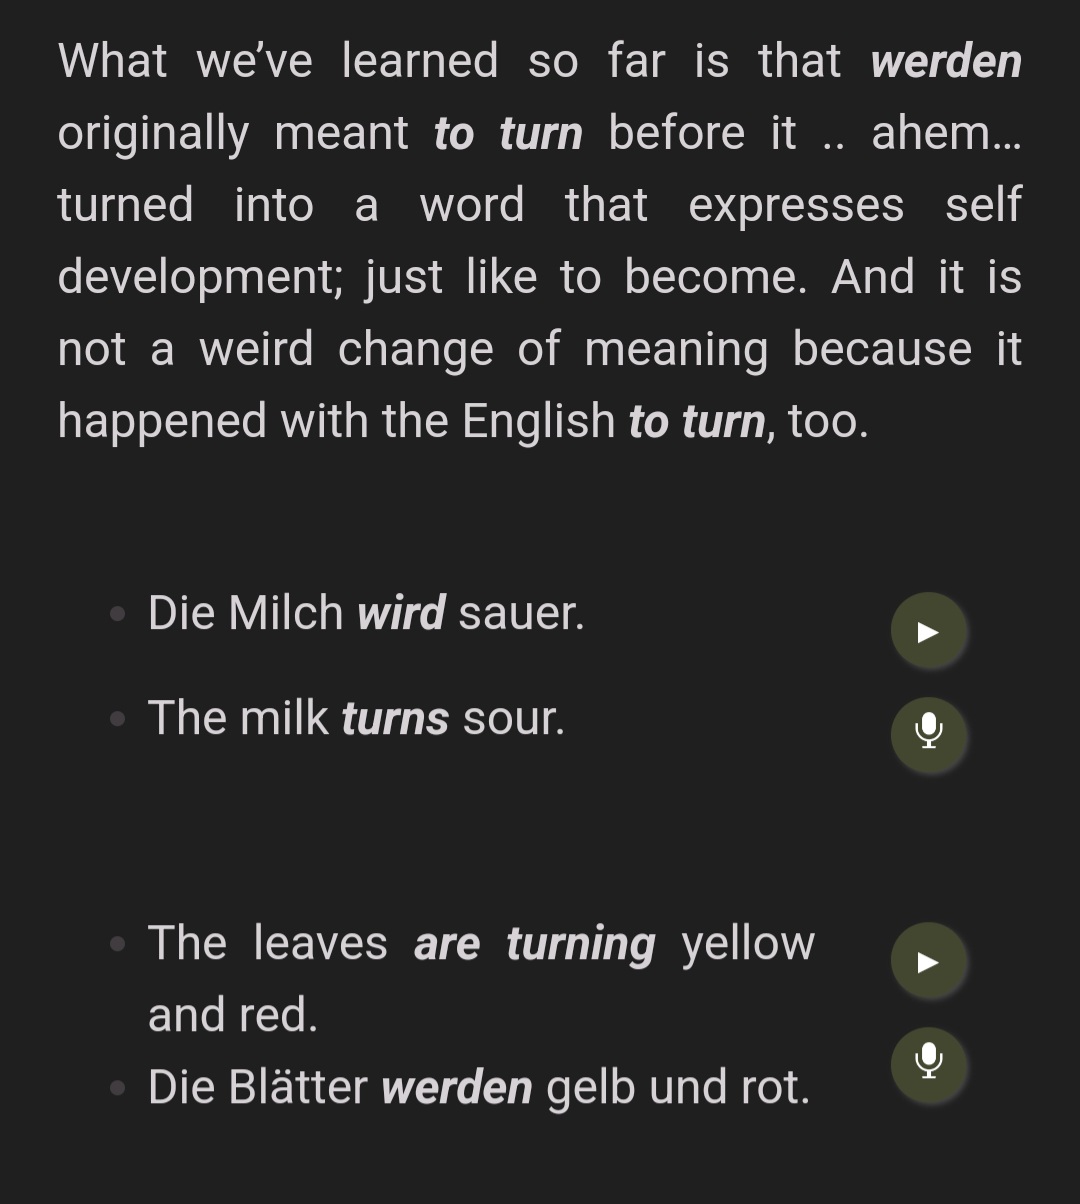 What we’ve learned so far is that werden
originally meant to turn before it .. ahem…
turned into a word that expresses self
development; just like to become. And it is
not a weird change of meaning because it
happened with the English to turn, too.
Die Milch wird sauer.
The milk turns sour.
The leaves are turning yellow
and red.
Die Blätter werden gelb und rot.